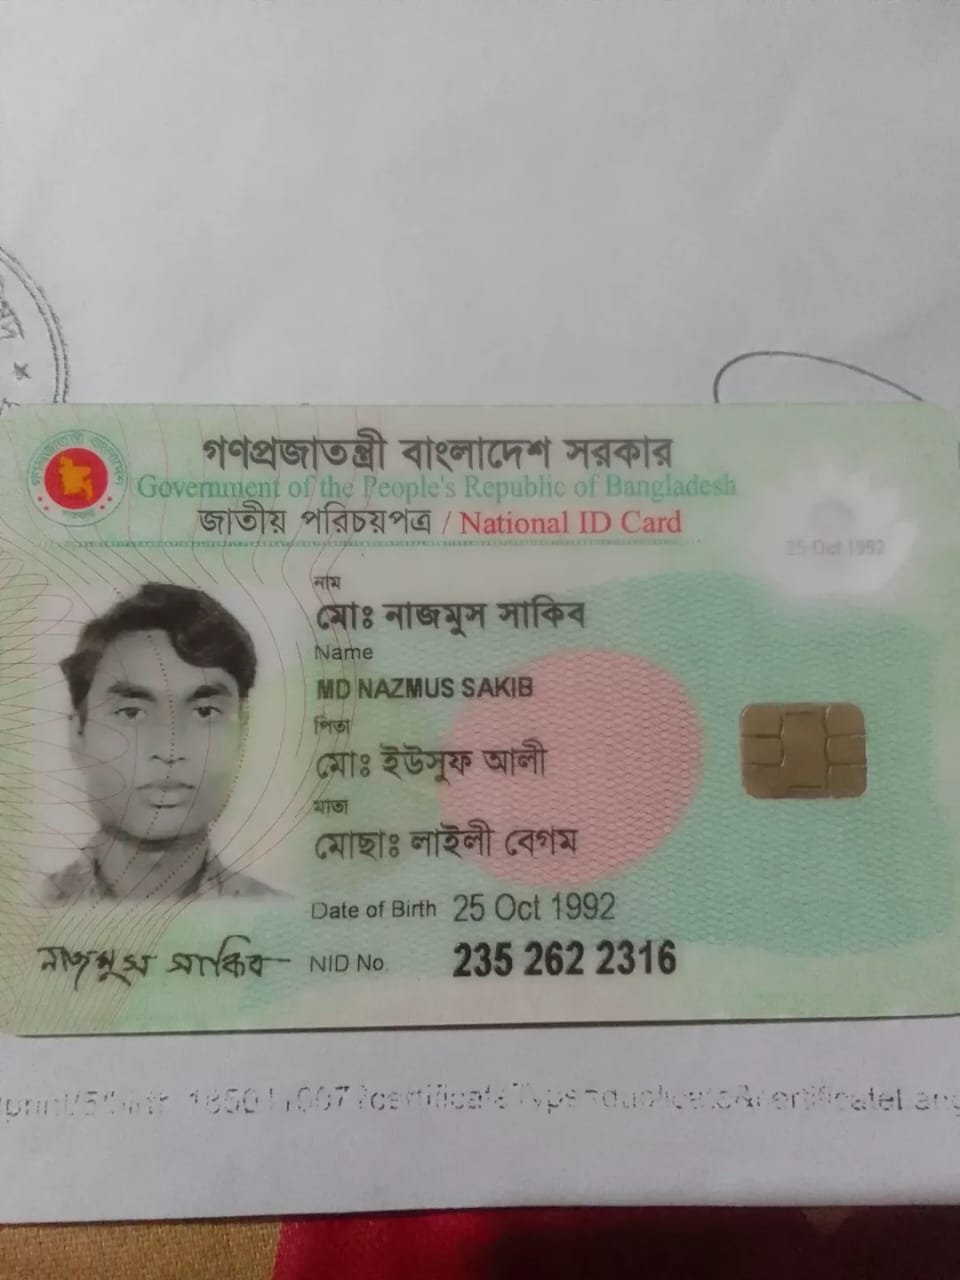 গণপ্রজাতন্ত্রী বাংলাদেশ সরকার
Government of the People's Republic of Bangladesh
জাতীয় পরিচয়পত্র / National ID Card
25 Oct 1992
নাম
মোঃ নাজমুস সাকিব
Name
MD NAZMUS SAKIB
পিতা
মোঃ ইউসুফ আলী
মাতা
মোছাঃ লাইলী বেগম
Date of Birth 25 Oct 1992
নাজমুস সাকিব
NID No. 235 262 2316